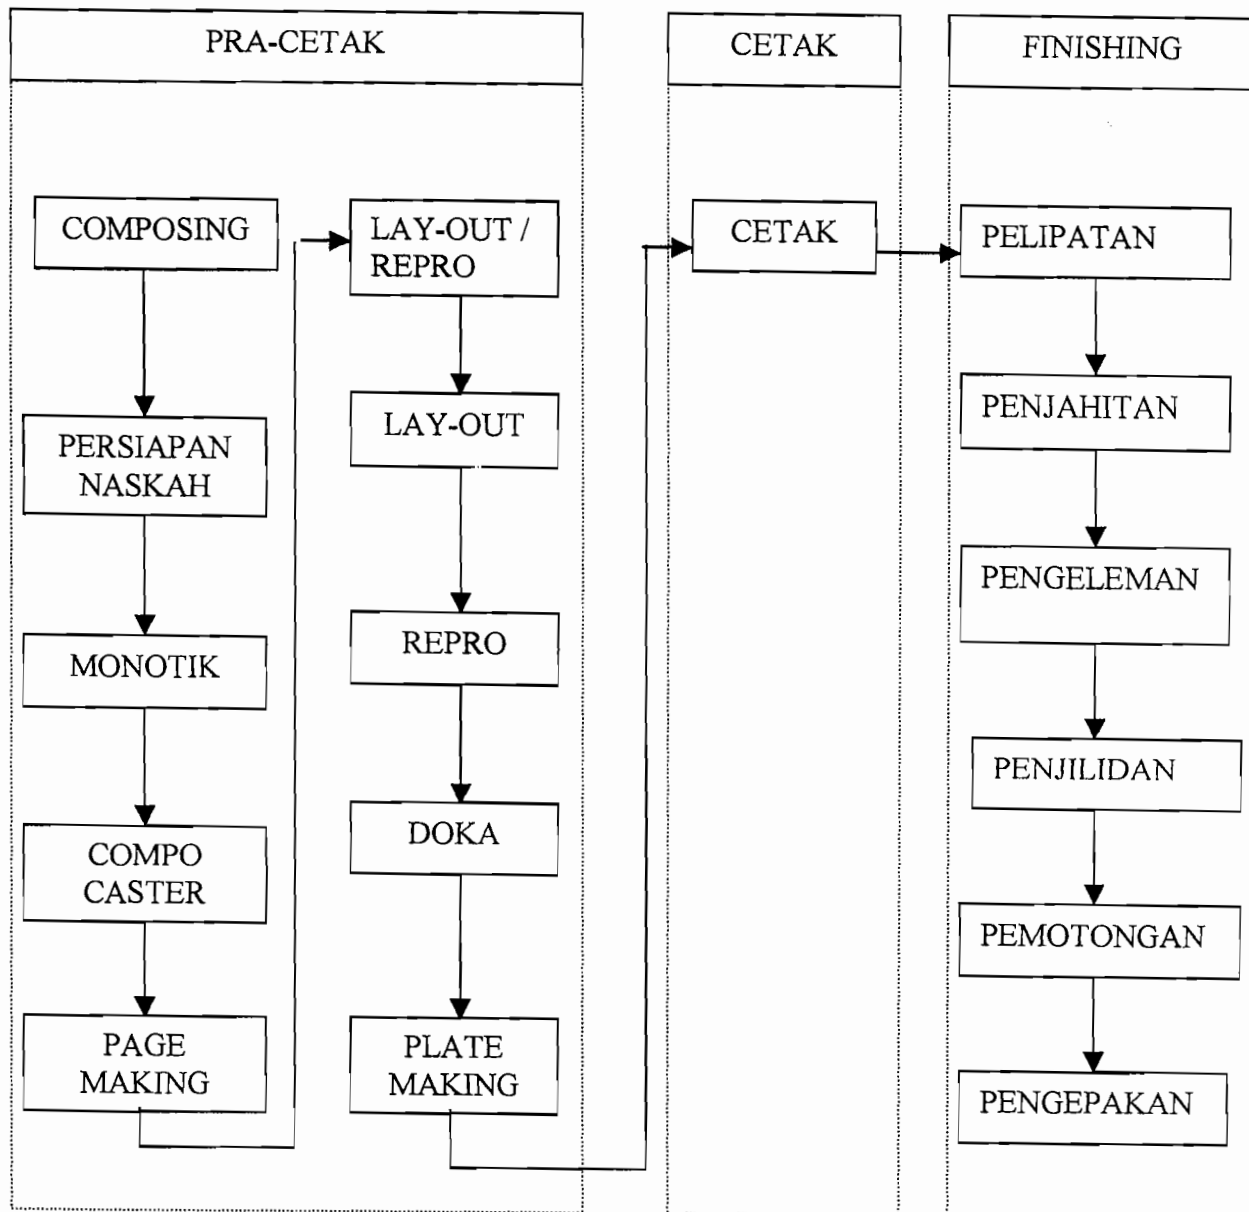 PRA-CETAK
CETAK
FINISHING
COMPOSING
PERSIAPAN
NASKAH
MONOTIK
COMPO
CASTER
PAGE
MAKING
LAY-OUT /
REPRO
LAY-OUT
REPRO
DOKA
PLATE
MAKING
CETAK
PELIPATAN
PENJAHITAN
PENGELEMAN
PENJILIDAN
PEMOTONGAN
PENGEPAKAN